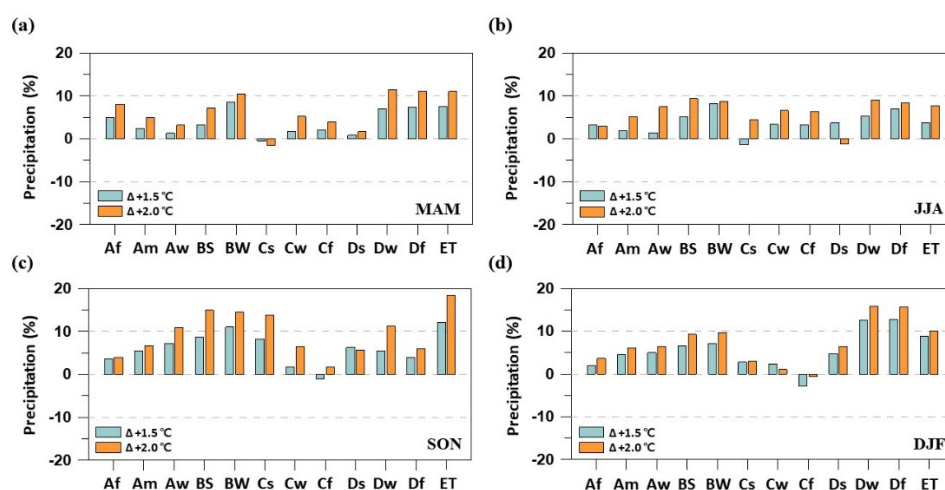 (a)
Precipitation (%)
20
10
0
-10
-20
Δ +1.5 ℃
Δ +2.0 ℃
MAM
Af Am Aw BS BW Cs Cw Cf Ds Dw Df ET
(b)
Precipitation (%)
20
10
0
-10
-20
Δ +1.5 ℃
Δ +2.0 ℃
JJA
Af Am Aw BS BW Cs Cw Cf Ds Dw Df ET
(c)
Precipitation (%)
20
10
0
-10
-20
Δ +1.5 ℃
Δ +2.0 ℃
SON
Af Am Aw BS BW Cs Cw Cf Ds Dw Df ET
(d)
Precipitation (%)
20
10
0
-10
-20
Δ +1.5 ℃
Δ +2.0 ℃
DJF
Af Am Aw BS BW Cs Cw Cf Ds Dw Df ET